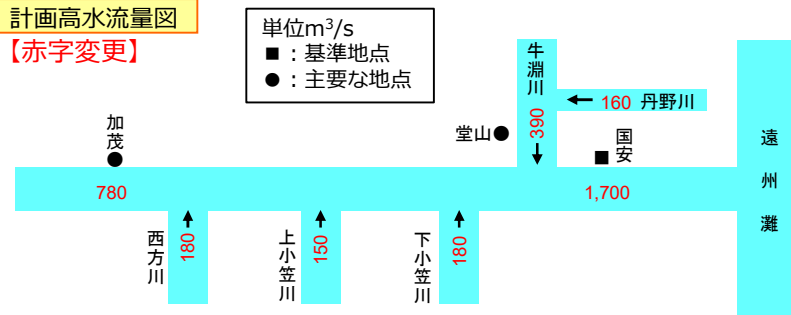 計画高水流量図
【赤字変更】
単位m³/s
■:基準地点
●:主要な地点
牛淵川
390
160 丹野川
堂山●
国安
■
加茂
●
780
1,700
遠州灘
西方川
180
上小笠川
150
下小笠川
180